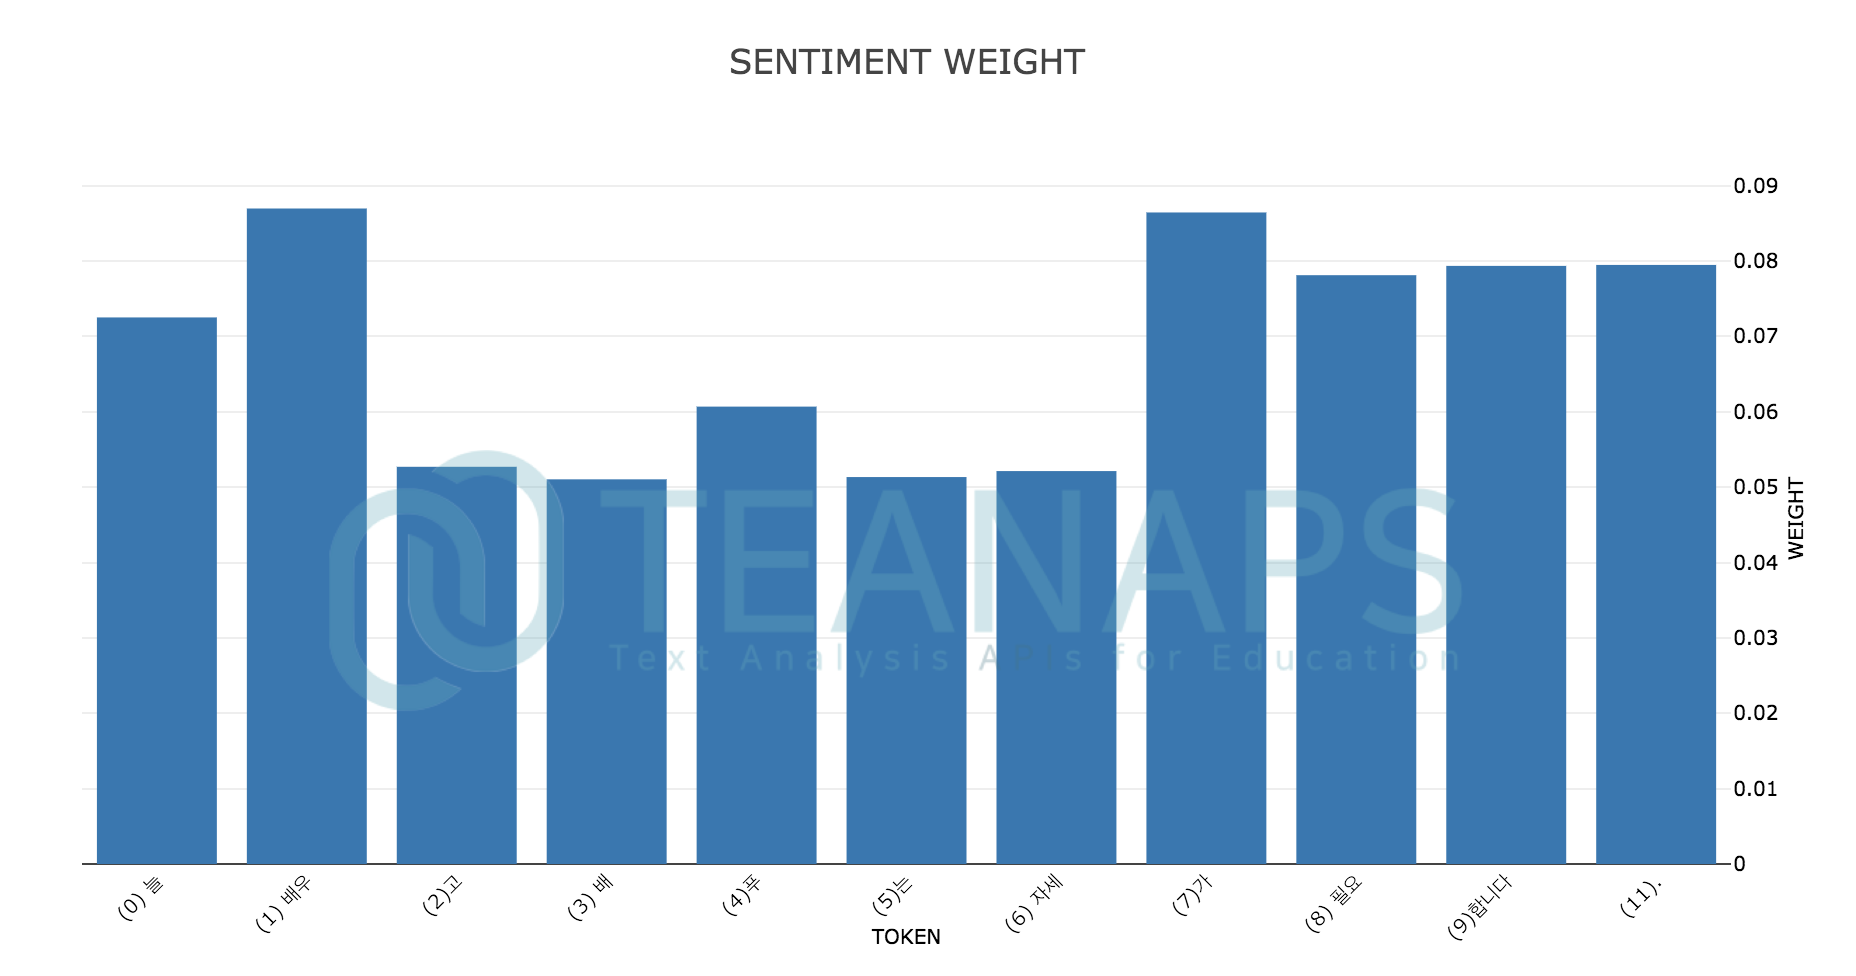 SENTIMENT WEIGHT
0.09
0.08
0.07
0.06
0.05
0.04
0.03
0.02
0.01
0
WEIGHT
TEANAPS
Text Analysis APIs for Education
(0) 늘
(1) 배우
(2)고
(3) 배
(4)푸
(5)는
(6) 자세
(7)가
(8) 필요
(9)합니다
(11).
TOKEN